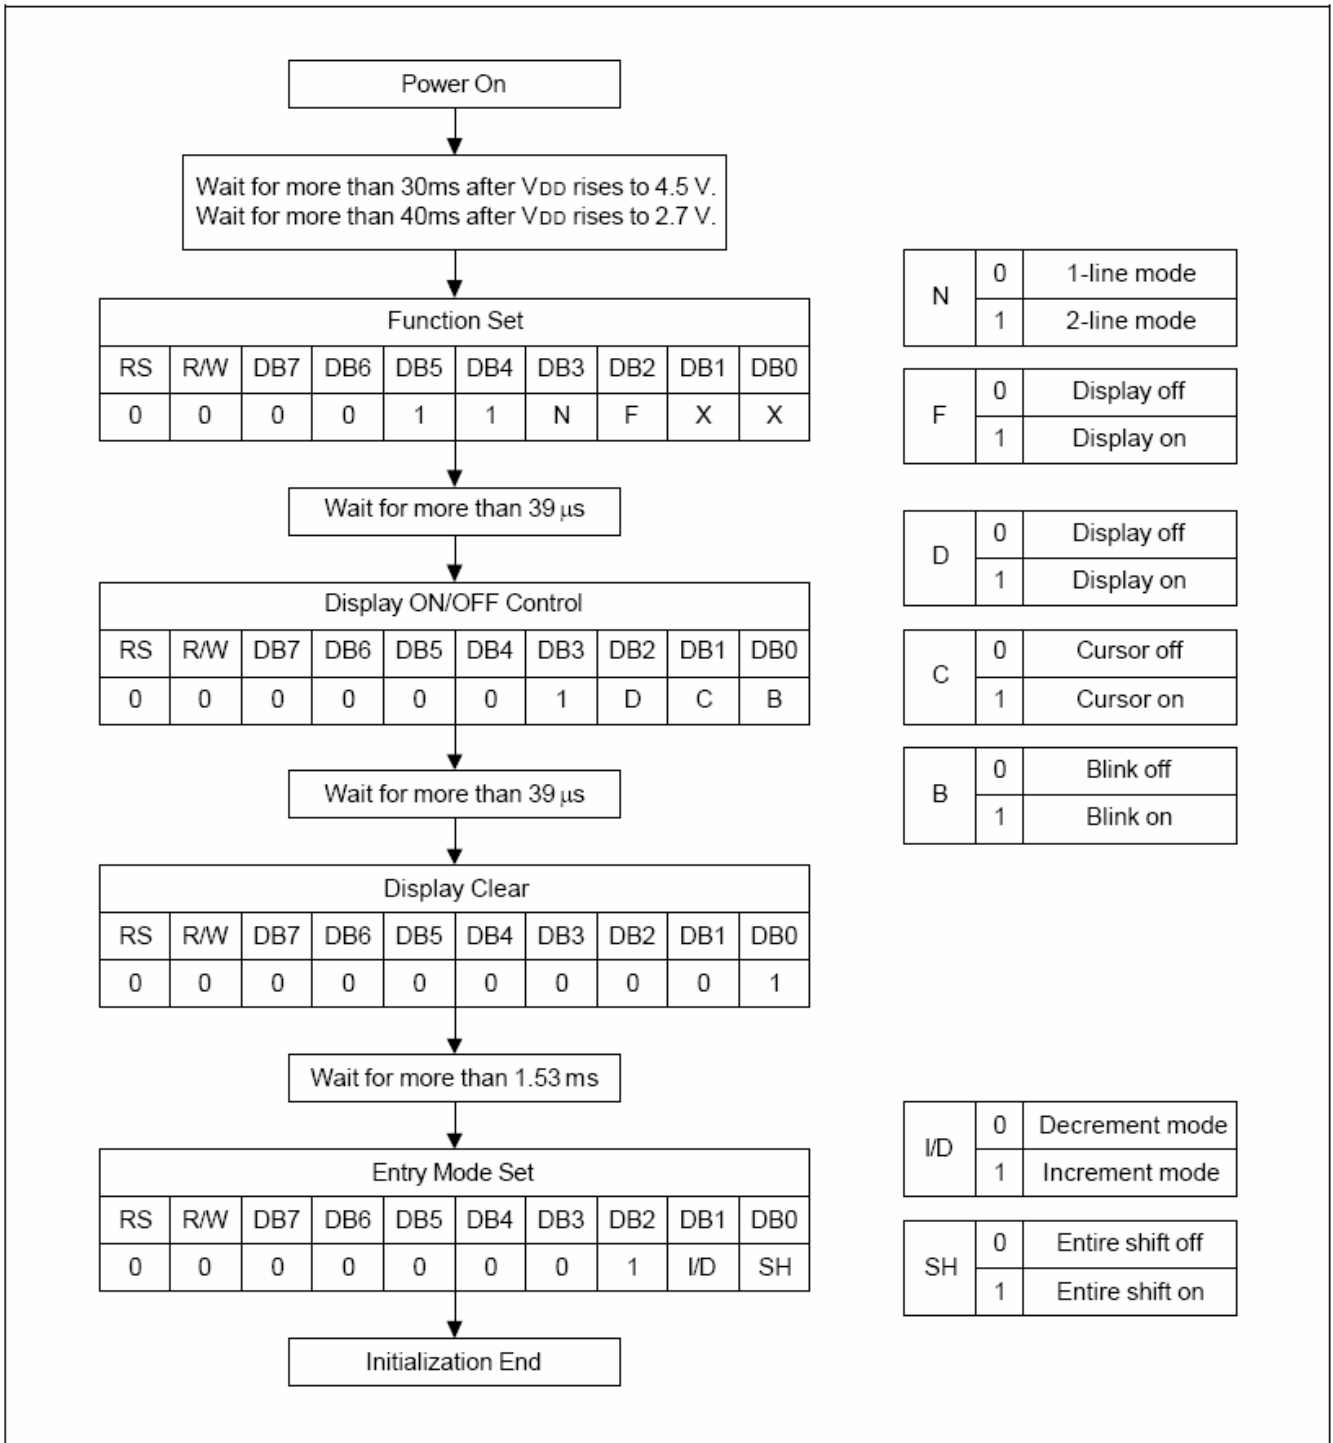 Power On
Wait for more than 30ms after VDD rises to 4.5 V.
Wait for more than 40ms after VDD rises to 2.7 V.
Function Set
RS R/W DB7 DB6 DB5 DB4 DB3 DB2 DB1 DB0
0 0 0 0 1 1 N F X X
N
0 1-line mode
1 2-line mode
F
0 Display off
1 Display on
Wait for more than 39 μs
Display ON/OFF Control
RS R/W DB7 DB6 DB5 DB4 DB3 DB2 DB1 DB0
0 0 0 0 0 0 1 D C B
D
0 Display off
1 Display on
C
0 Cursor off
1 Cursor on
B
0 Blink off
1 Blink on
Wait for more than 39 μs
Display Clear
RS R/W DB7 DB6 DB5 DB4 DB3 DB2 DB1 DB0
0 0 0 0 0 0 0 0 0 1
Wait for more than 1.53 ms
Entry Mode Set
RS R/W DB7 DB6 DB5 DB4 DB3 DB2 DB1 DB0
0 0 0 0 0 0 0 1 I/D SH
I/D
0 Decrement mode
1 Increment mode
SH
0 Entire shift off
1 Entire shift on
Initialization End